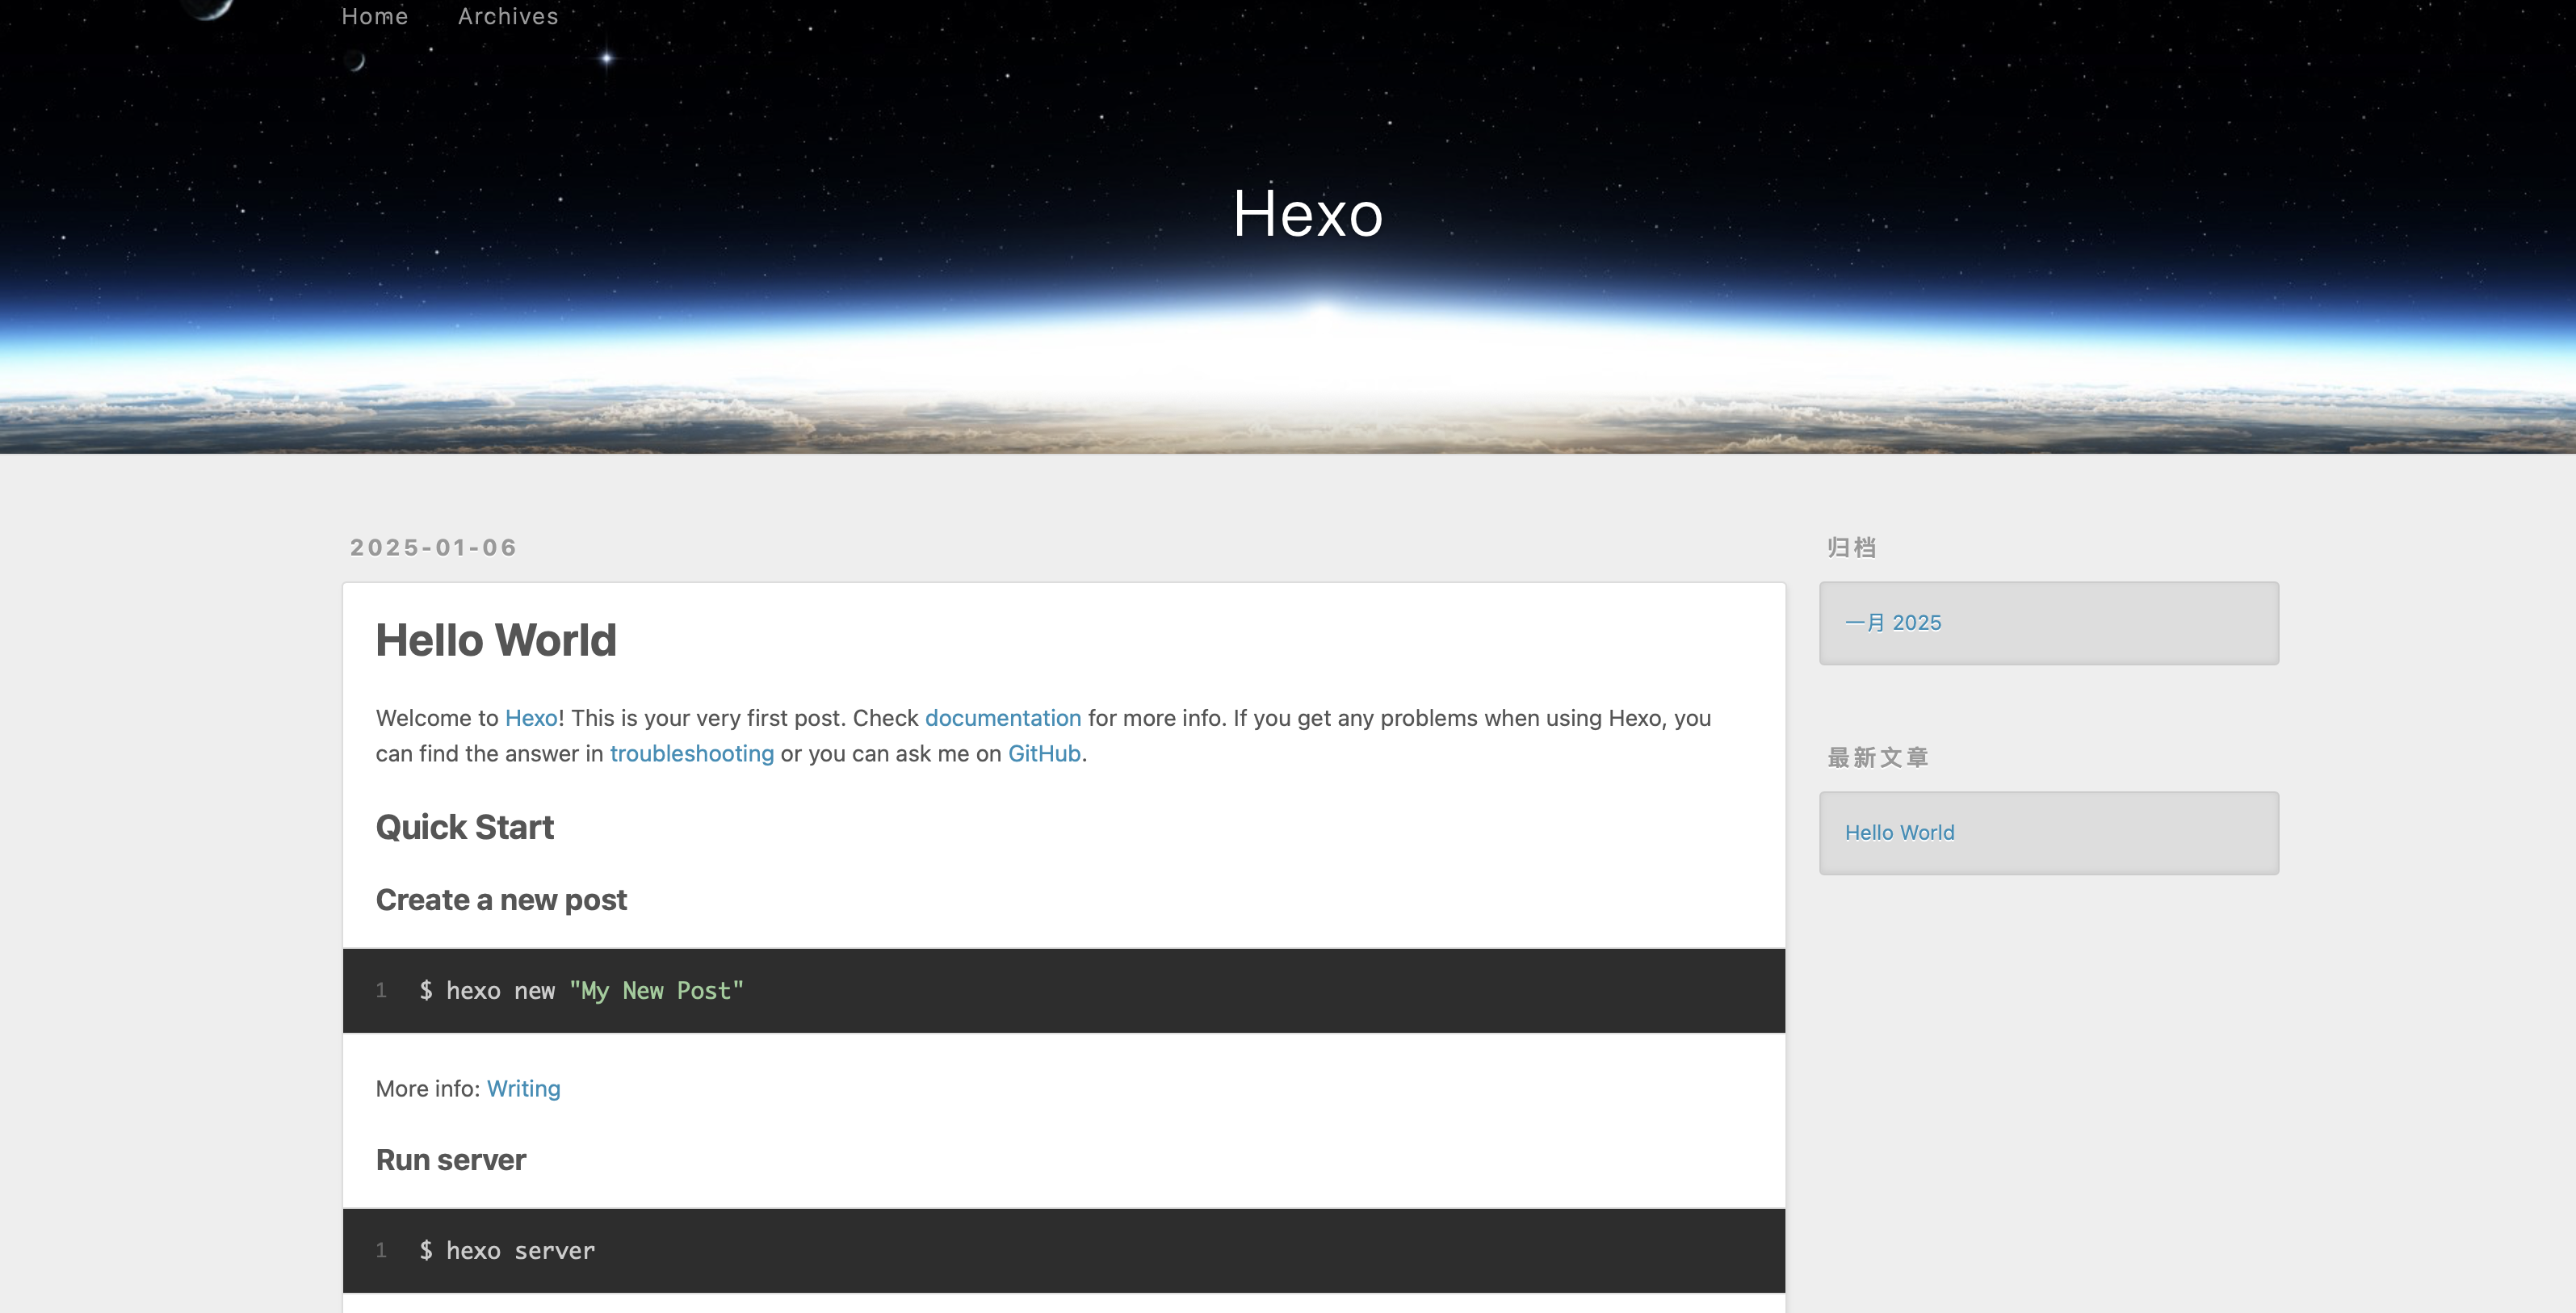 Home Archives
Hexo
2025-01-06
Hello World
Welcome to Hexo! This is your very first post. Check documentation for more info. If you get any problems when using Hexo, you
can find the answer in troubleshooting or you can ask me on GitHub.
Quick Start
Create a new post
1 $ hexo new "My New Post"
More info: Writing
Run server
1 $ hexo server
归档
一月 2025
最新文章
Hello World